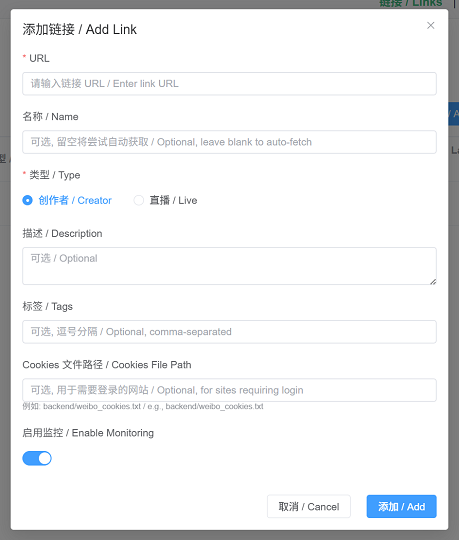 链接 / Links
添加链接 / Add Link
* URL
请输入链接 URL / Enter link URL
名称 / Name
可选, 留空将尝试自动获取 / Optional, leave blank to auto-fetch
* 类型 / Type
创作者 / Creator
直播 / Live
描述 / Description
可选 / Optional
标签 / Tags
可选, 逗号分隔 / Optional, comma-separated
Cookies 文件路径 / Cookies File Path
可选, 用于需要登录的网站 / Optional, for sites requiring login
例如: backend/weibo_cookies.txt / e.g., backend/weibo_cookies.txt
启用监控 / Enable Monitoring
取消 / Cancel
添加 / Add